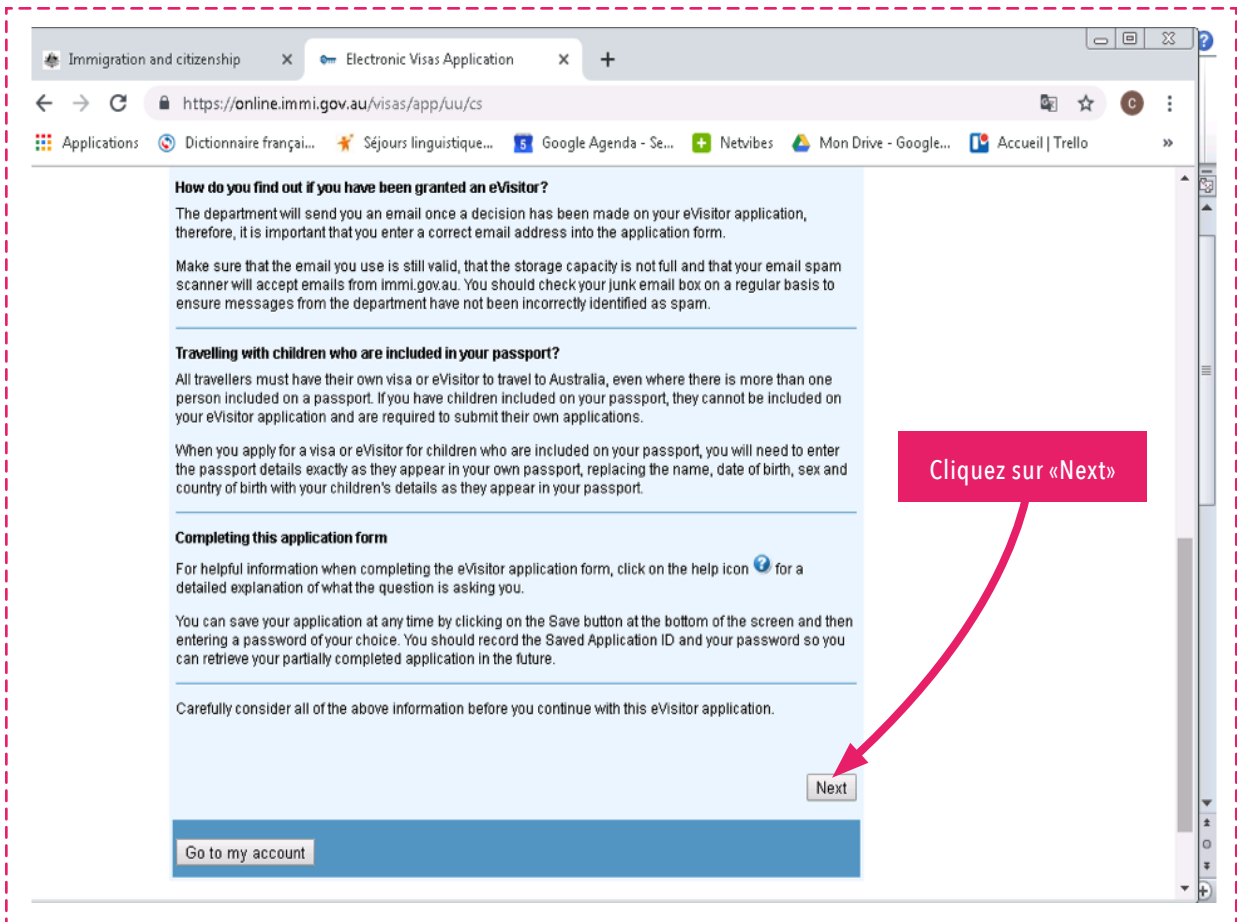 Immigration and citizenship
Electronic Visas Application
https://online.immi.gov.au/visas/app/uu/cs
C
Applications
Dictionnaire françai...
Séjours linguistique...
5
Google Agenda - Se...
Netvibes
Mon Drive - Google...
Accueil | Trello
»
How do you find out if you have been granted an eVisitor?
The department will send you an email once a decision has been made on your eVisitor application,
therefore, it is important that you enter a correct email address into the application form.
Make sure that the email you use is still valid, that the storage capacity is not full and that your email spam
scanner will accept emails from immi.gov.au. You should check your junk email box on a regular basis to
ensure messages from the department have not been incorrectly identified as spam.
Travelling with children who are included in your passport?
All travellers must have their own visa or eVisitor to travel to Australia, even where there is more than one
person included on a passport. If you have children included on your passport, they cannot be included on
your eVisitor application and are required to submit their own applications.
When you apply for a visa or eVisitor for children who are included on your passport, you will need to enter
the passport details exactly as they appear in your own passport, replacing the name, date of birth, sex and
country of birth with your children's details as they appear in your passport.
Cliquez sur «Next»
Completing this application form
For helpful information when completing the eVisitor application form, click on the help icon ? for a
detailed explanation of what the question is asking you.
You can save your application at any time by clicking on the Save button at the bottom of the screen and then
entering a password of your choice. You should record the Saved Application ID and your password so you
can retrieve your partially completed application in the future.
Carefully consider all of the above information before you continue with this eVisitor application.
Next
Go to my account